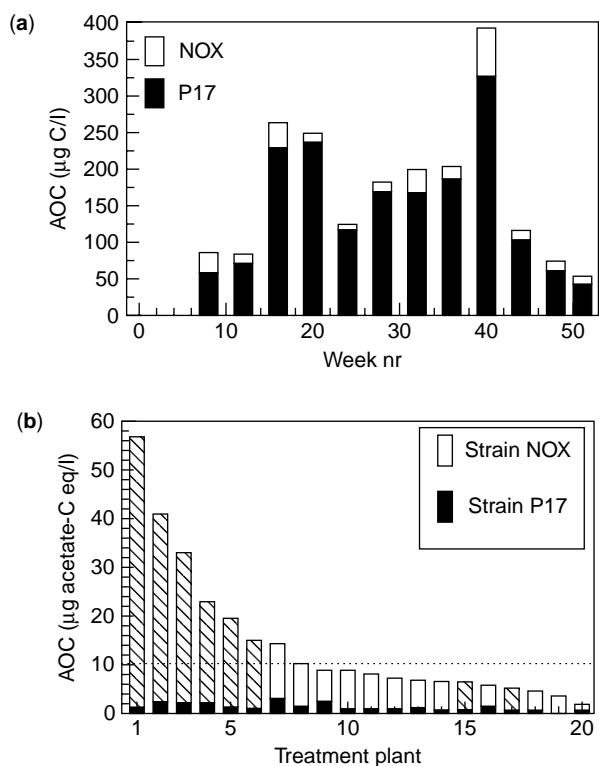 (a)
400
350
300
250
200
150
100
50
0
AOC (µg C/l)
NOX
P17
0 10 20 30 40 50
Week nr
(b)
60
50
40
30
20
10
0
AOC (µg acetate-C eq/l)
Strain NOX
Strain P17
1 5 10 15 20
Treatment plant